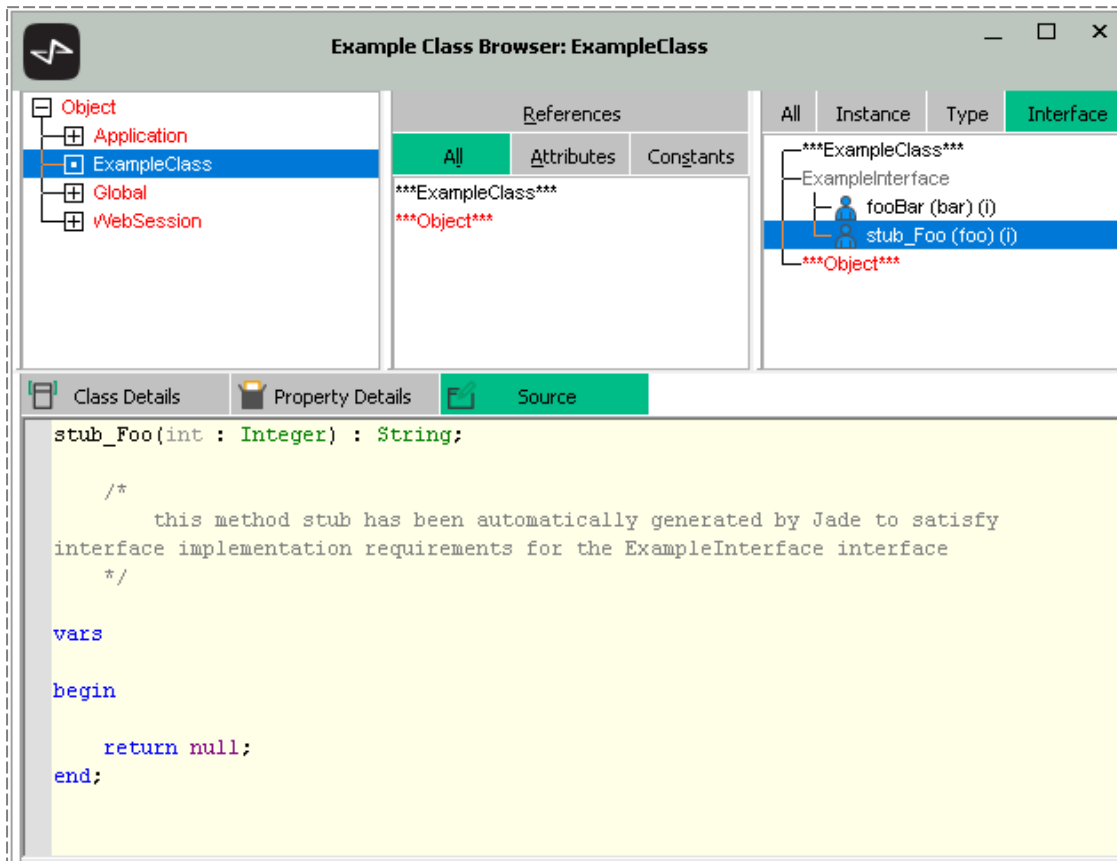 Example Class Browser: ExampleClass
Object
Application
ExampleClass
Global
WebSession
References
All Attributes Constants
***ExampleClass***
***Object***
All Instance Type Interface
***ExampleClass***
ExampleInterface
fooBar (bar) (i)
stub_Foo (foo) (i)
***Object***
Class Details Property Details Source
stub_Foo(int : Integer) : String;
/*
this method stub has been automatically generated by Jade to satisfy
interface implementation requirements for the ExampleInterface interface
*/
vars
begin
return null;
end;